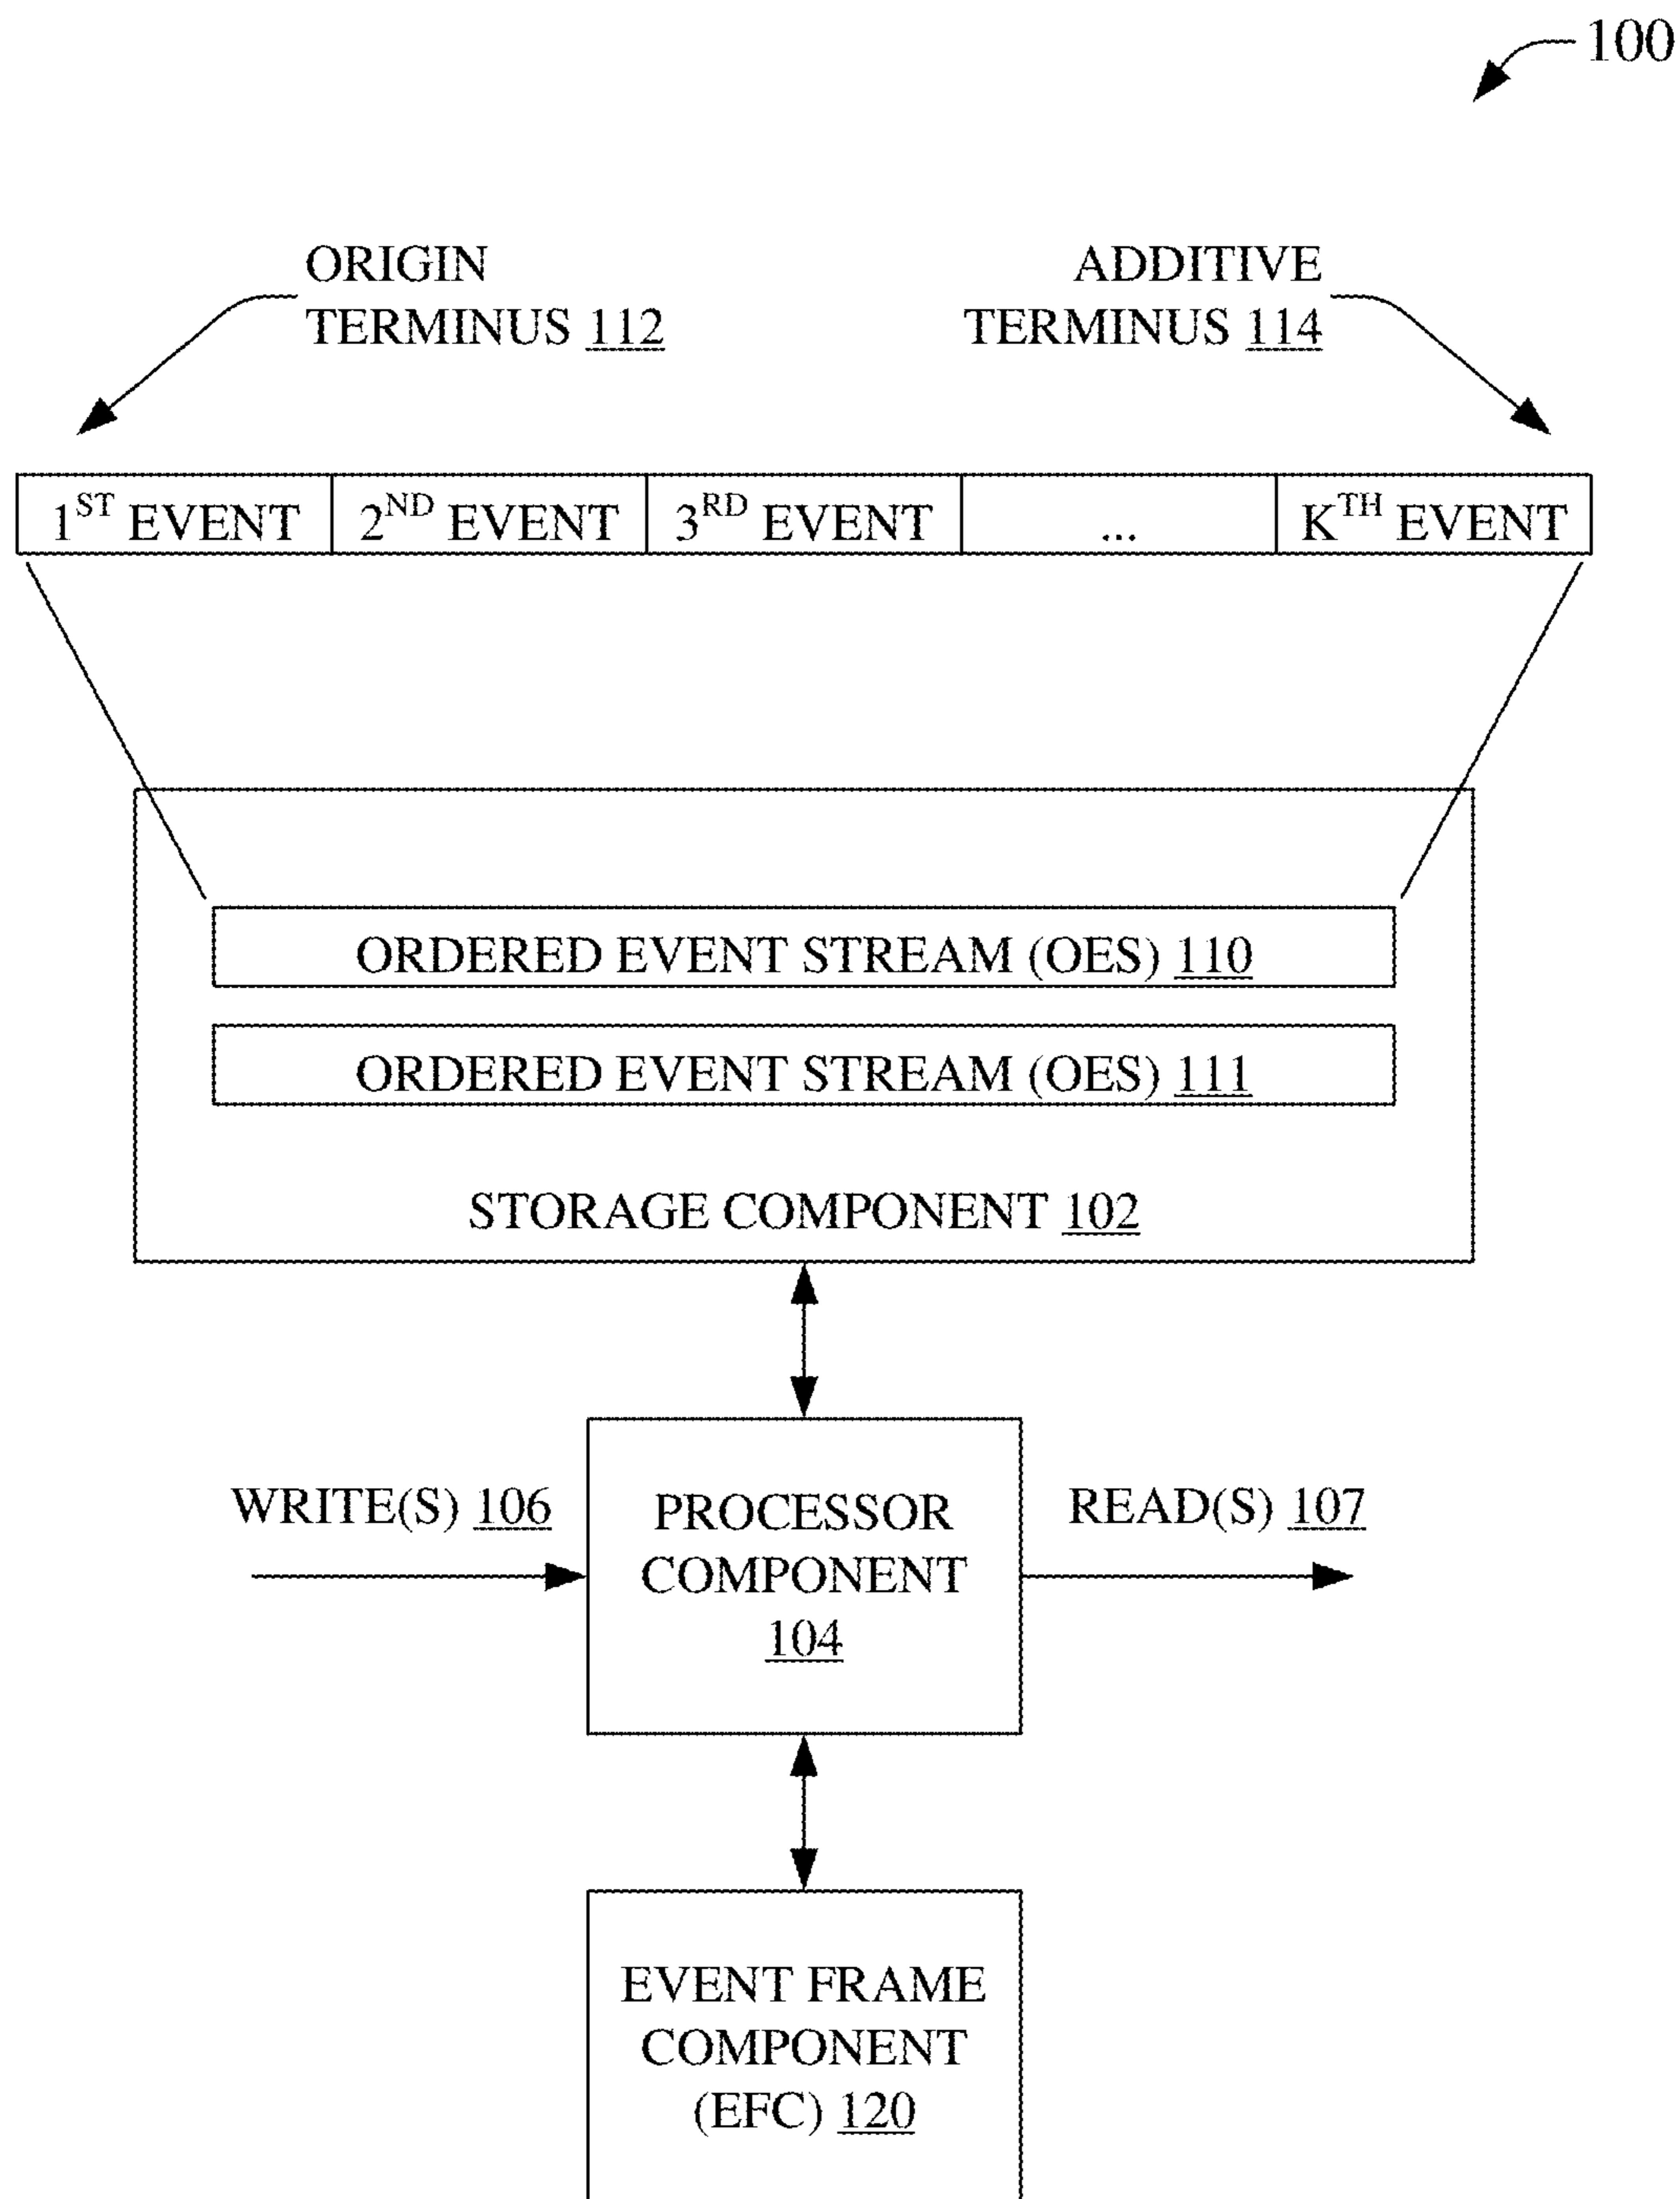 100
ORIGIN
TERMINUS 112
ADDITIVE
TERMINUS 114
1ST EVENT 2ND EVENT 3RD EVENT ... KTH EVENT
ORDERED EVENT STREAM (OES) 110
ORDERED EVENT STREAM (OES) 111
STORAGE COMPONENT 102
WRITE(S) 106
PROCESSOR
COMPONENT
104
READ(S) 107
EVENT FRAME
COMPONENT
(EFC) 120